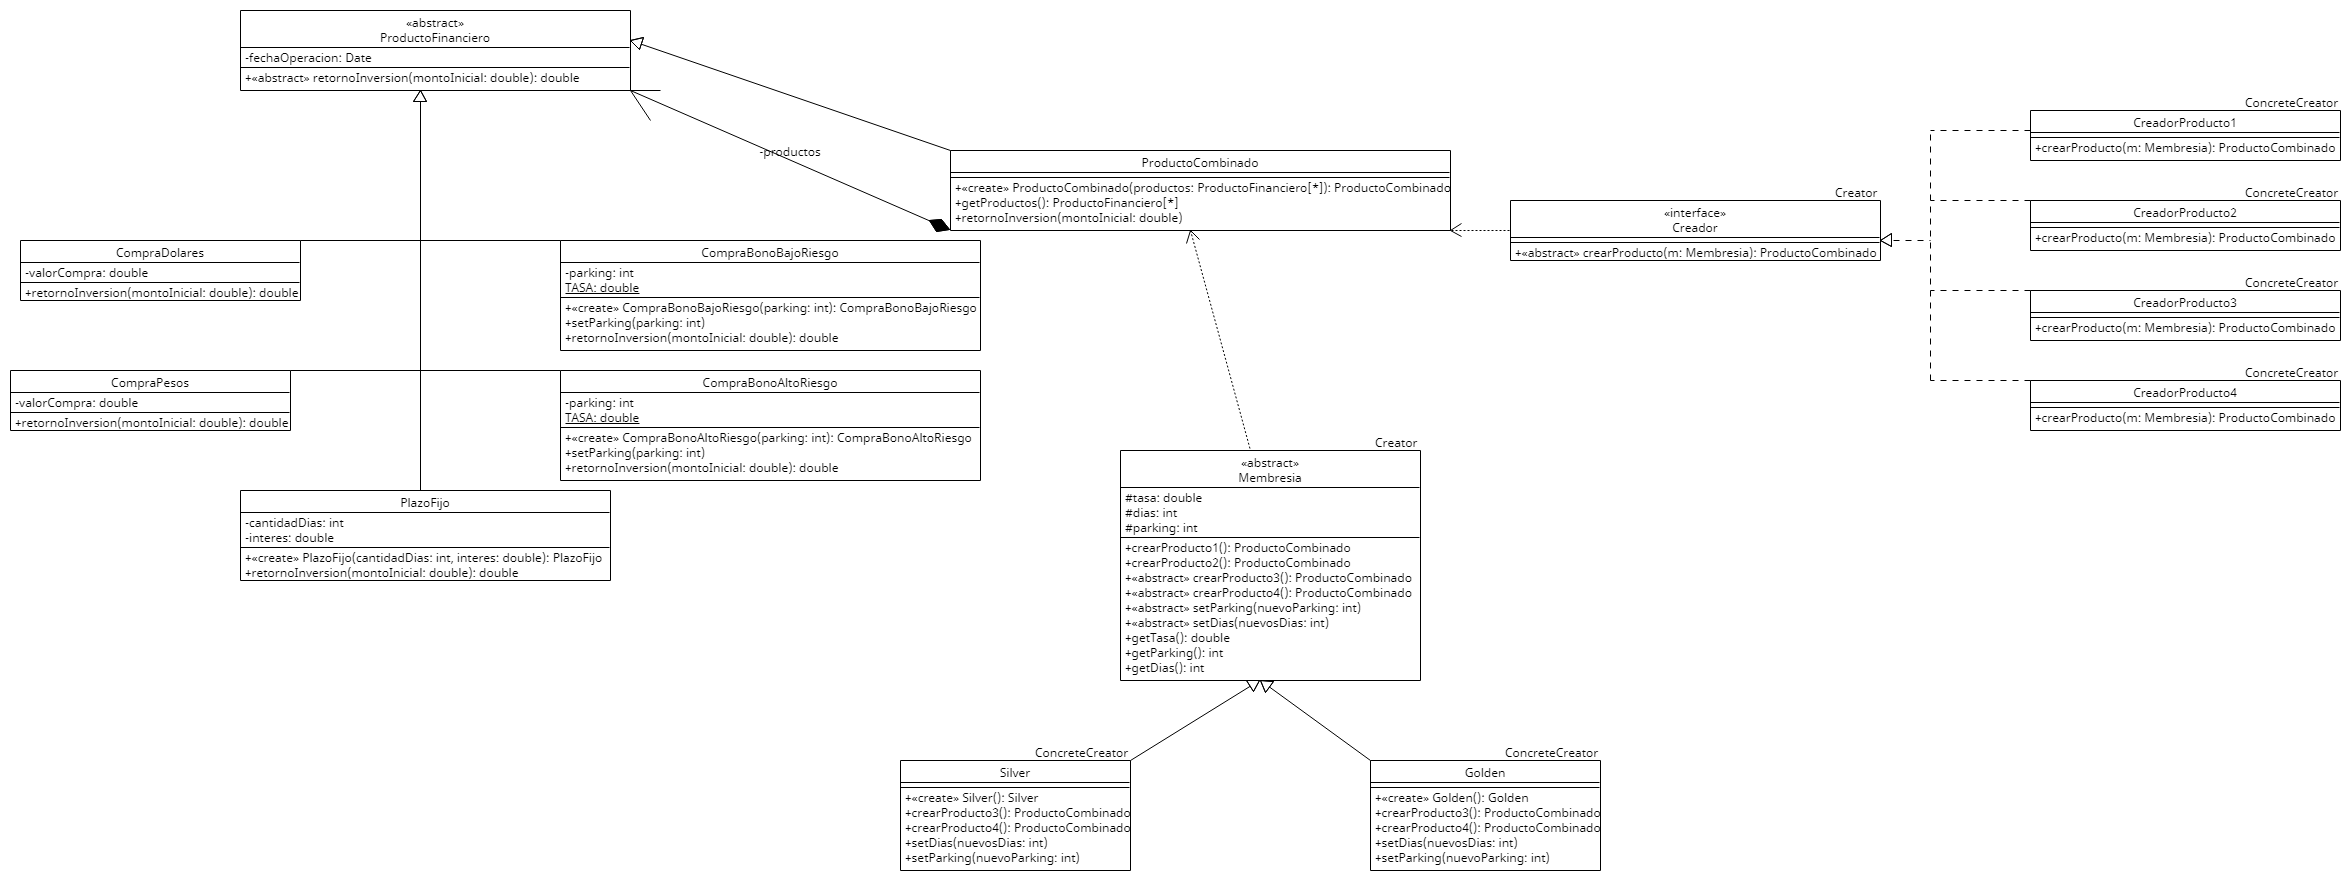 «abstract»
ProductoFinanciero
-fechaOperacion: Date
+«abstract» retornoInversion(montoInicial: double): double
-productos
ProductoCombinado
+«create» ProductoCombinado(productos: ProductoFinanciero[*]): ProductoCombinado
+getProductos(): ProductoFinanciero[*]
+retornoInversion(montoInicial: double)
Creator
«interface»
Creador
+«abstract» crearProducto(m: Membresia): ProductoCombinado
ConcreteCreator
CreadorProducto1
+crearProducto(m: Membresia): ProductoCombinado
ConcreteCreator
CreadorProducto2
+crearProducto(m: Membresia): ProductoCombinado
ConcreteCreator
CreadorProducto3
+crearProducto(m: Membresia): ProductoCombinado
ConcreteCreator
CreadorProducto4
+crearProducto(m: Membresia): ProductoCombinado
CompraDolares
-valorCompra: double
+retornoInversion(montoInicial: double): double
CompraBonoBajoRiesgo
-parking: int
TASA: double
+«create» CompraBonoBajoRiesgo(parking: int): CompraBonoBajoRiesgo
+setParking(parking: int)
+retornoInversion(montoInicial: double): double
CompraPesos
-valorCompra: double
+retornoInversion(montoInicial: double): double
CompraBonoAltoRiesgo
-parking: int
TASA: double
+«create» CompraBonoAltoRiesgo(parking: int): CompraBonoAltoRiesgo
+setParking(parking: int)
+retornoInversion(montoInicial: double): double
PlazoFijo
-cantidadDias: int
-interes: double
+«create» PlazoFijo(cantidadDias: int, interes: double): PlazoFijo
+retornoInversion(montoInicial: double): double
Creator
«abstract»
Membresia
#tasa: double
#dias: int
#parking: int
+crearProducto1(): ProductoCombinado
+crearProducto2(): ProductoCombinado
+«abstract» crearProducto3(): ProductoCombinado
+«abstract» crearProducto4(): ProductoCombinado
+«abstract» setParking(nuevoParking: int)
+«abstract» setDias(nuevosDias: int)
+getTasa(): double
+getParking(): int
+getDias(): int
ConcreteCreator
Silver
+«create» Silver(): Silver
+crearProducto3(): ProductoCombinado
+crearProducto4(): ProductoCombinado
+setDias(nuevosDias: int)
+setParking(nuevoParking: int)
ConcreteCreator
Golden
+«create» Golden(): Golden
+crearProducto3(): ProductoCombinado
+crearProducto4(): ProductoCombinado
+setDias(nuevosDias: int)
+setParking(nuevoParking: int)